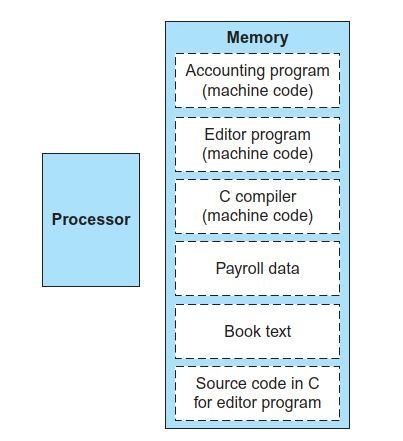 Memory
Accounting program
(machine code)
Editor program
(machine code)
C compiler
(machine code)
Processor
Payroll data
Book text
Source code in C
for editor program